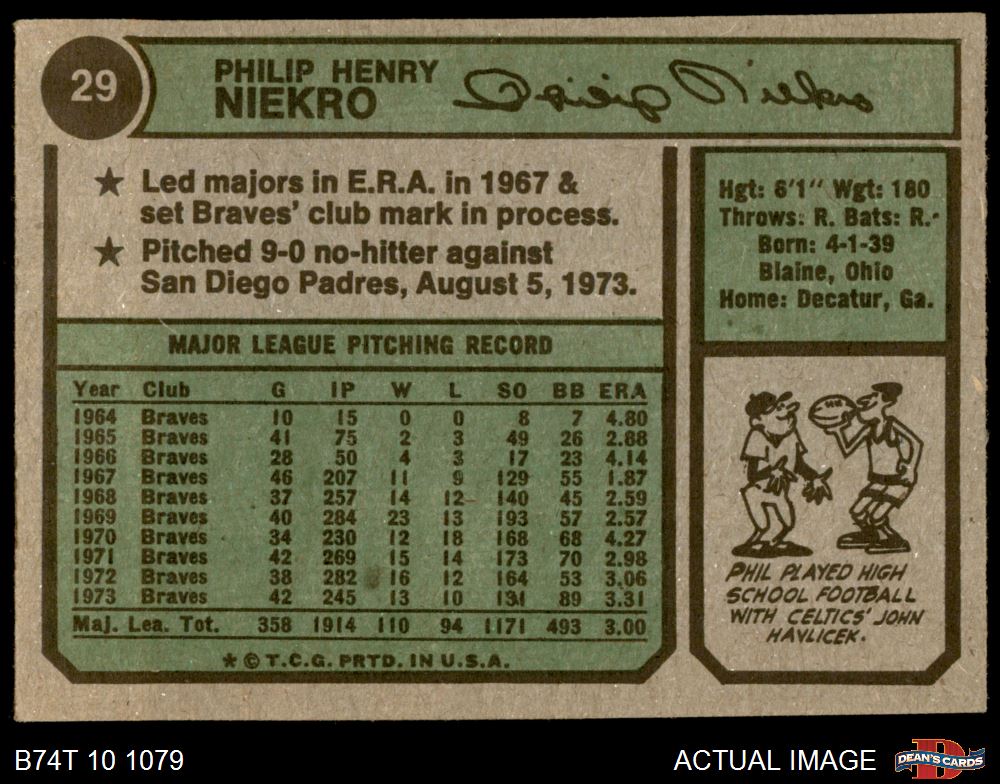 29
PHILIP HENRY
NIEKRO
Philip Niekro
★ Led majors in E.R.A. in 1967 &
set Braves' club mark in process.
★ Pitched 9-0 no-hitter against
San Diego Padres, August 5, 1973.
Hgt: 6'1" Wgt: 180
Throws: R. Bats: R.
Born: 4-1-39
Blaine, Ohio
Home: Decatur, Ga.
MAJOR LEAGUE PITCHING RECORD
Year Club G IP W L SO BB ERA
1964 Braves 10 15 0 0 8 7 4.80
1965 Braves 41 75 2 3 49 26 2.88
1966 Braves 28 50 4 3 17 23 4.14
1967 Braves 46 207 11 9 129 55 1.87
1968 Braves 37 257 14 12 140 45 2.59
1969 Braves 40 284 23 13 193 57 2.57
1970 Braves 34 230 12 18 168 68 4.27
1971 Braves 42 269 15 14 173 70 2.98
1972 Braves 38 282 16 12 164 53 3.06
1973 Braves 42 245 13 10 131 89 3.31
Maj. Lea. Tot. 358 1914 110 94 1171 493 3.00
* © T.C.G. PRTD. IN U.S.A.
PHIL PLAYED HIGH
SCHOOL FOOTBALL
WITH CELTICS' JOHN
HAVLICEK.
B74T 10 1079
ACTUAL IMAGE
DEAN'S CARDS